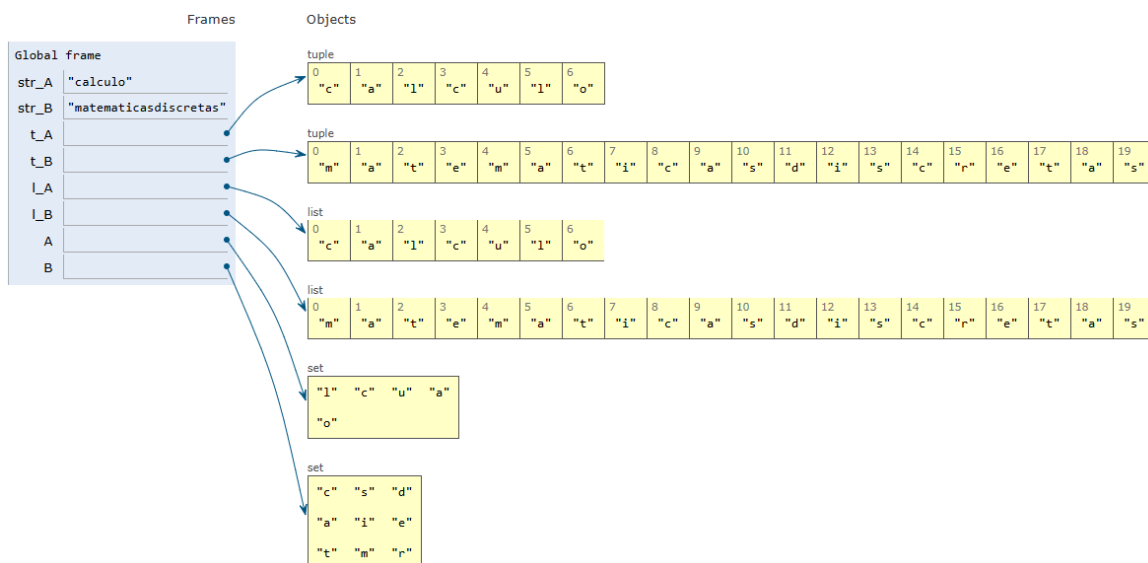 Frames Objects
Global frame
str_A "calculo"
str_B "matematicasdiscretas"
t_A
t_B
l_A
l_B
A
B
tuple
0 1 2 3 4 5 6
"c" "a" "l" "c" "u" "l" "o"
tuple
0 1 2 3 4 5 6 7 8 9 10 11 12 13 14 15 16 17 18 19
"m" "a" "t" "e" "m" "a" "t" "i" "c" "a" "s" "d" "i" "s" "c" "r" "e" "t" "a" "s"
list
0 1 2 3 4 5 6
"c" "a" "l" "c" "u" "l" "o"
list
0 1 2 3 4 5 6 7 8 9 10 11 12 13 14 15 16 17 18 19
"m" "a" "t" "e" "m" "a" "t" "i" "c" "a" "s" "d" "i" "s" "c" "r" "e" "t" "a" "s"
set
"l" "c" "u" "a"
"o"
set
"c" "s" "d"
"a" "i" "e"
"t" "m" "r"